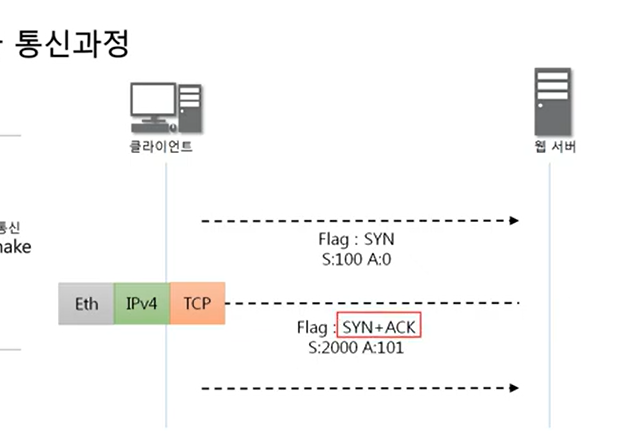 통신과정
클라이언트
웹 서버
통신
Flag : SYN
S:100 A:0
Eth IPv4 TCP
Flag : SYN+ACK
S:2000 A:101